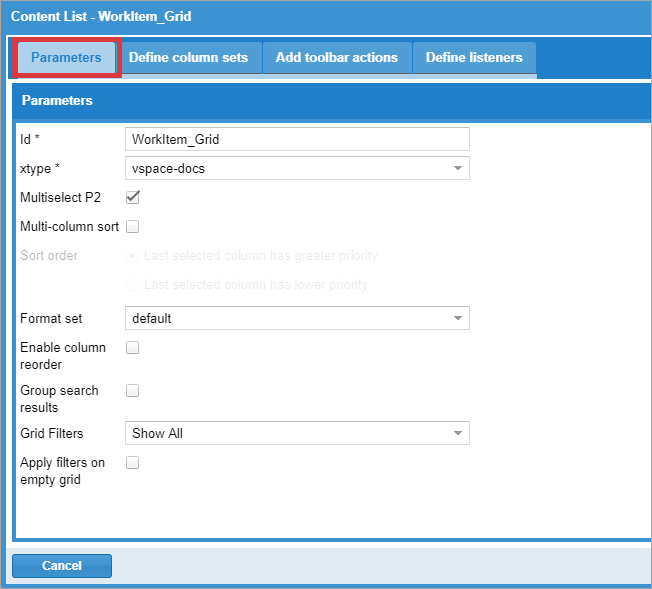 Content List - WorkItem_Grid
Parameters
Define column sets
Add toolbar actions
Define listeners
Parameters
Id *
WorkItem_Grid
xtype *
vspace-docs
Multiselect P2
Multi-column sort
Sort order
Last selected column has greater priority
Last selected column has lower priority
Format set
default
Enable column
reorder
Group search
results
Grid Filters
Show All
Apply filters on
empty grid
Cancel